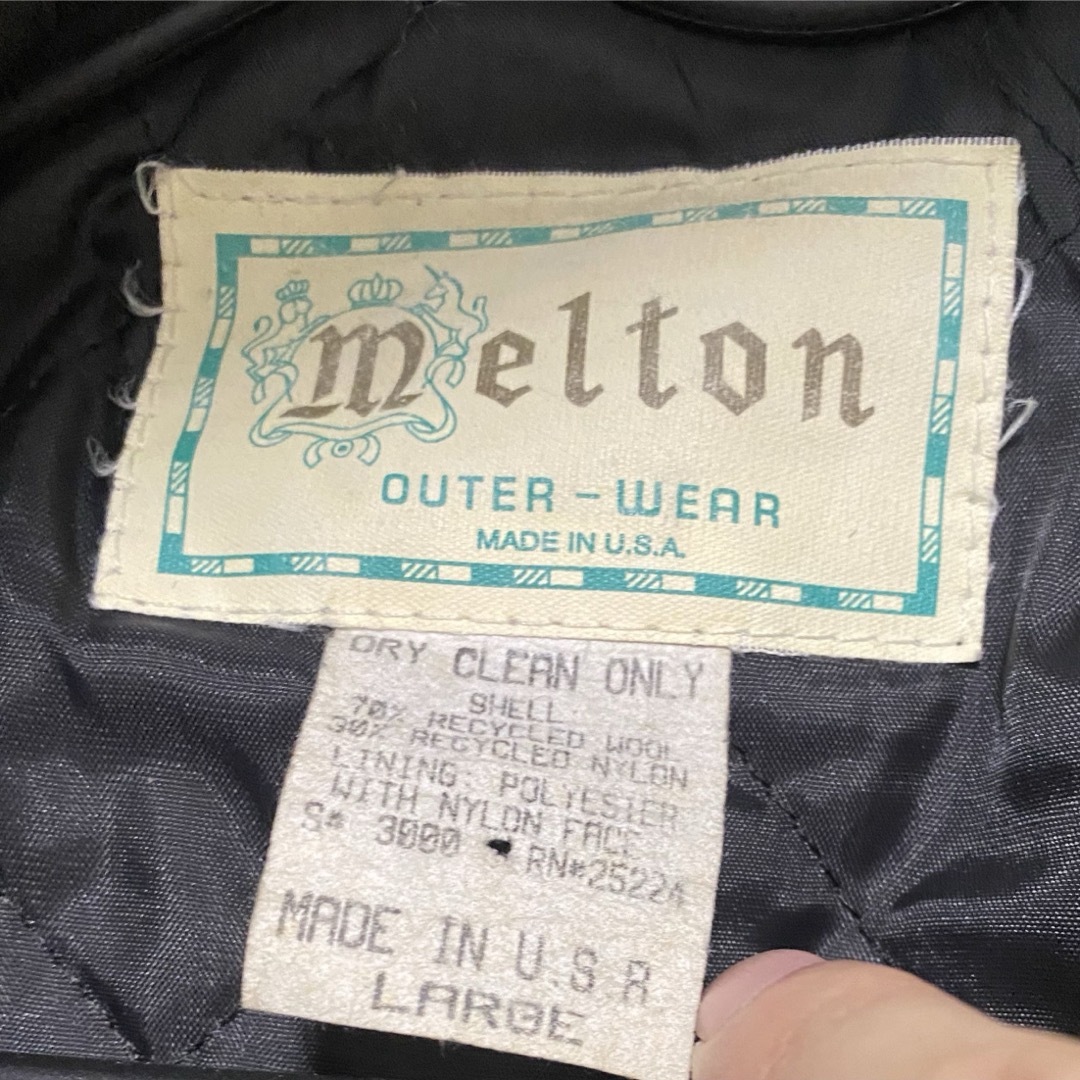 melton
OUTER-WEAR
MADE IN U.S.A.
DRY CLEAN ONLY
SHELL:
70% RECYCLED WOOL
30% RECYCLED NYLON
LINING: POLYESTER
WITH NYLON FACE
S# 3000 RN#
MADE IN U.S.A
LARGE